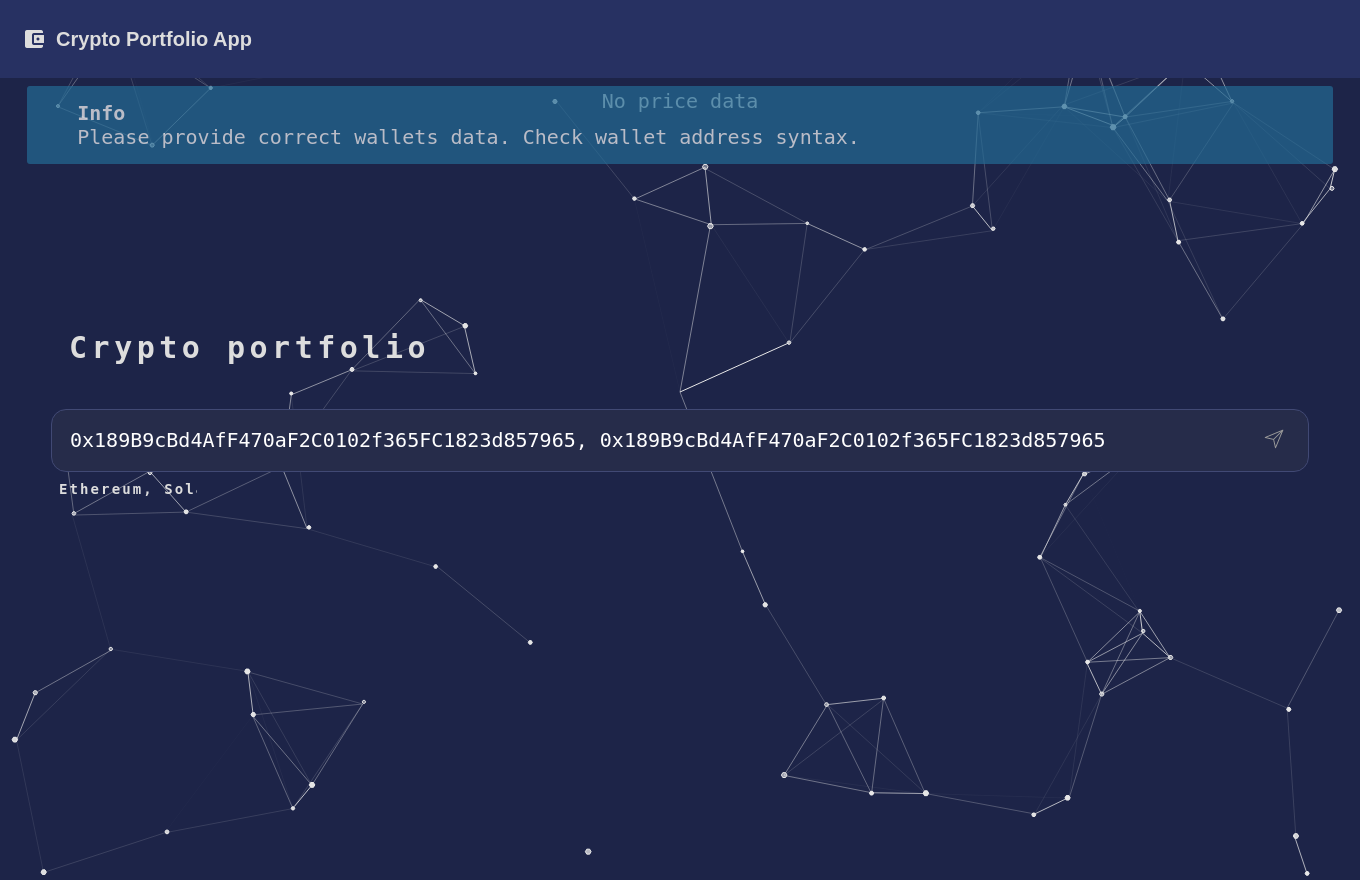 Crypto Portfolio App
No price data
Info
Please provide correct wallets data. Check wallet address syntax.
Crypto portfolio
0x189B9cBd4AfF470aF2C0102f365FC1823d857965, 0x189B9cBd4AfF470aF2C0102f365FC1823d857965
Ethereum, Sol